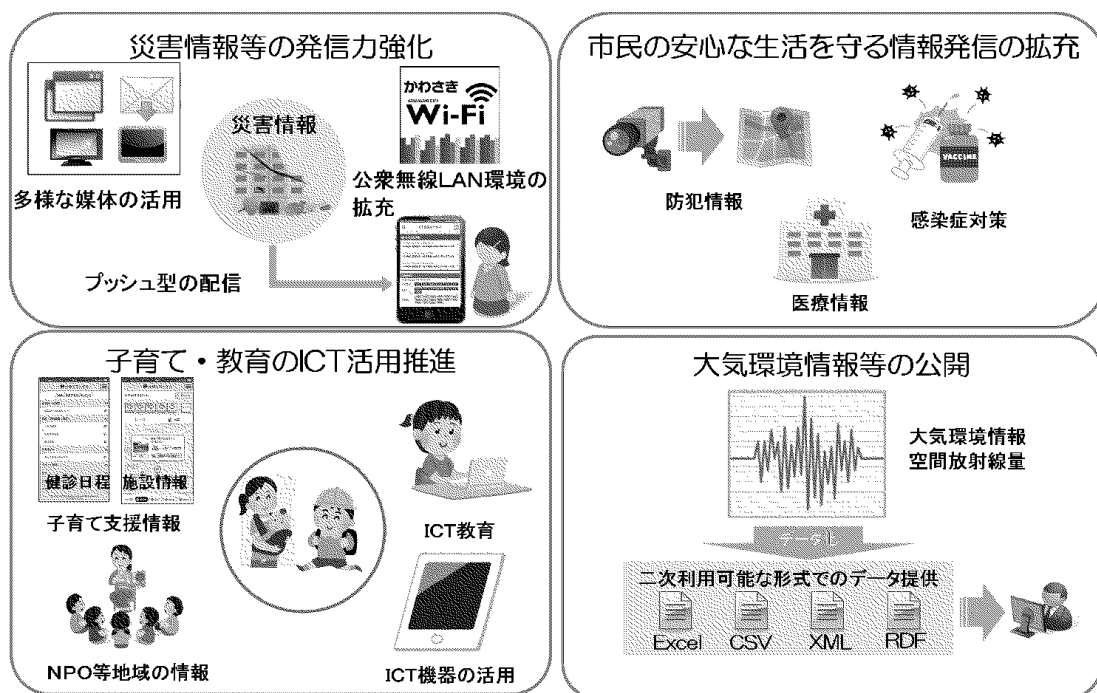 災害情報等の発信力強化
災害情報
かわさき
Wi-Fi
多様な媒体の活用
公衆無線LAN環境の
拡充
プッシュ型の配信
市民の安心な生活を守る情報発信の拡充
防犯情報
VACCINE
感染症対策
医療情報
子育て・教育のICT活用推進
健診日程
施設情報
子育て支援情報
ICT教育
NPO等地域の情報
ICT機器の活用
大気環境情報等の公開
大気環境情報
空間放射線量
データ化
二次利用可能な形式でのデータ提供
Excel CSV XML RDF